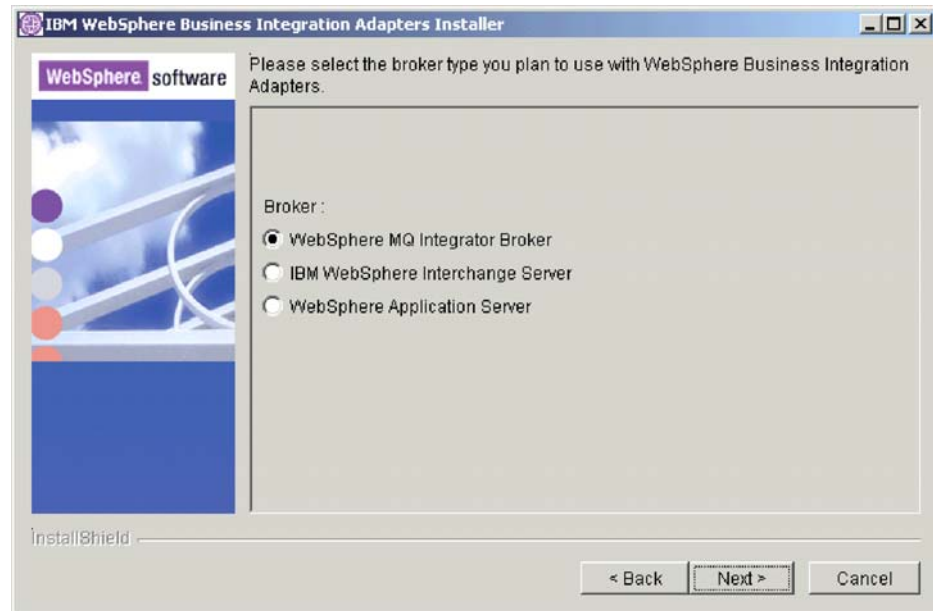 IBM WebSphere Business Integration Adapters Installer
WebSphere software
Please select the broker type you plan to use with WebSphere Business Integration
Adapters.
Broker :
WebSphere MQ Integrator Broker
IBM WebSphere Interchange Server
WebSphere Application Server
InstallShield
< Back
Next >
Cancel